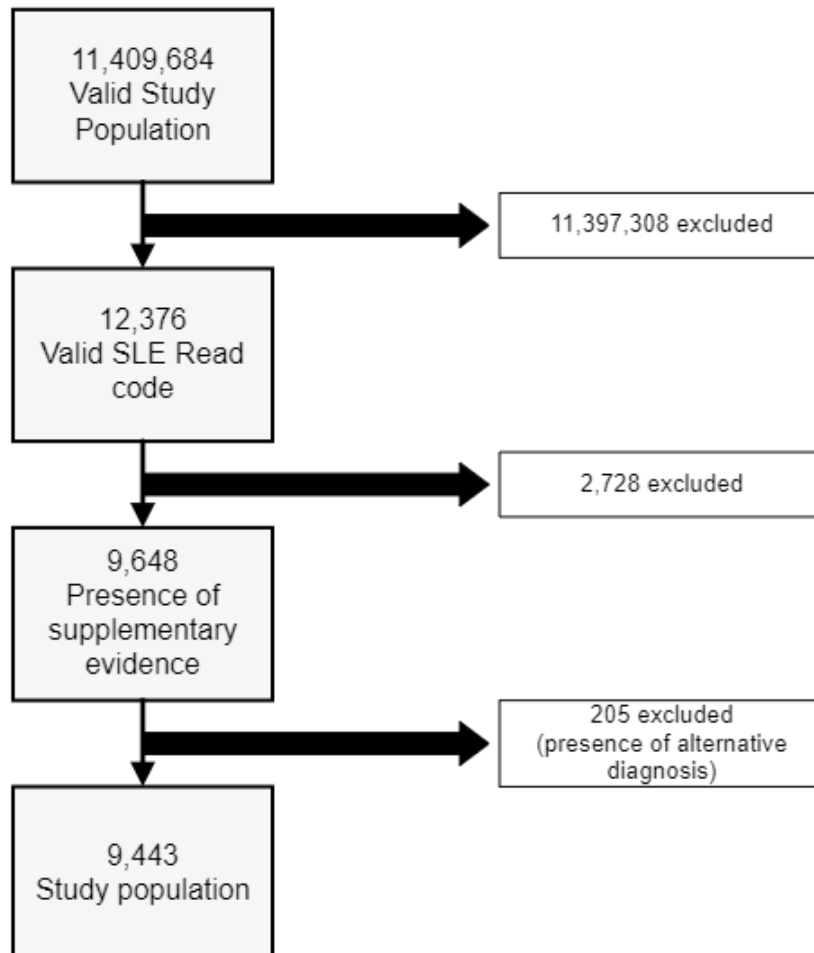 11,409,684
Valid Study
Population
11,397,308 excluded
12,376
Valid SLE Read
code
2,728 excluded
9,648
Presence of
supplementary
evidence
205 excluded
(presence of alternative
diagnosis)
9,443
Study population